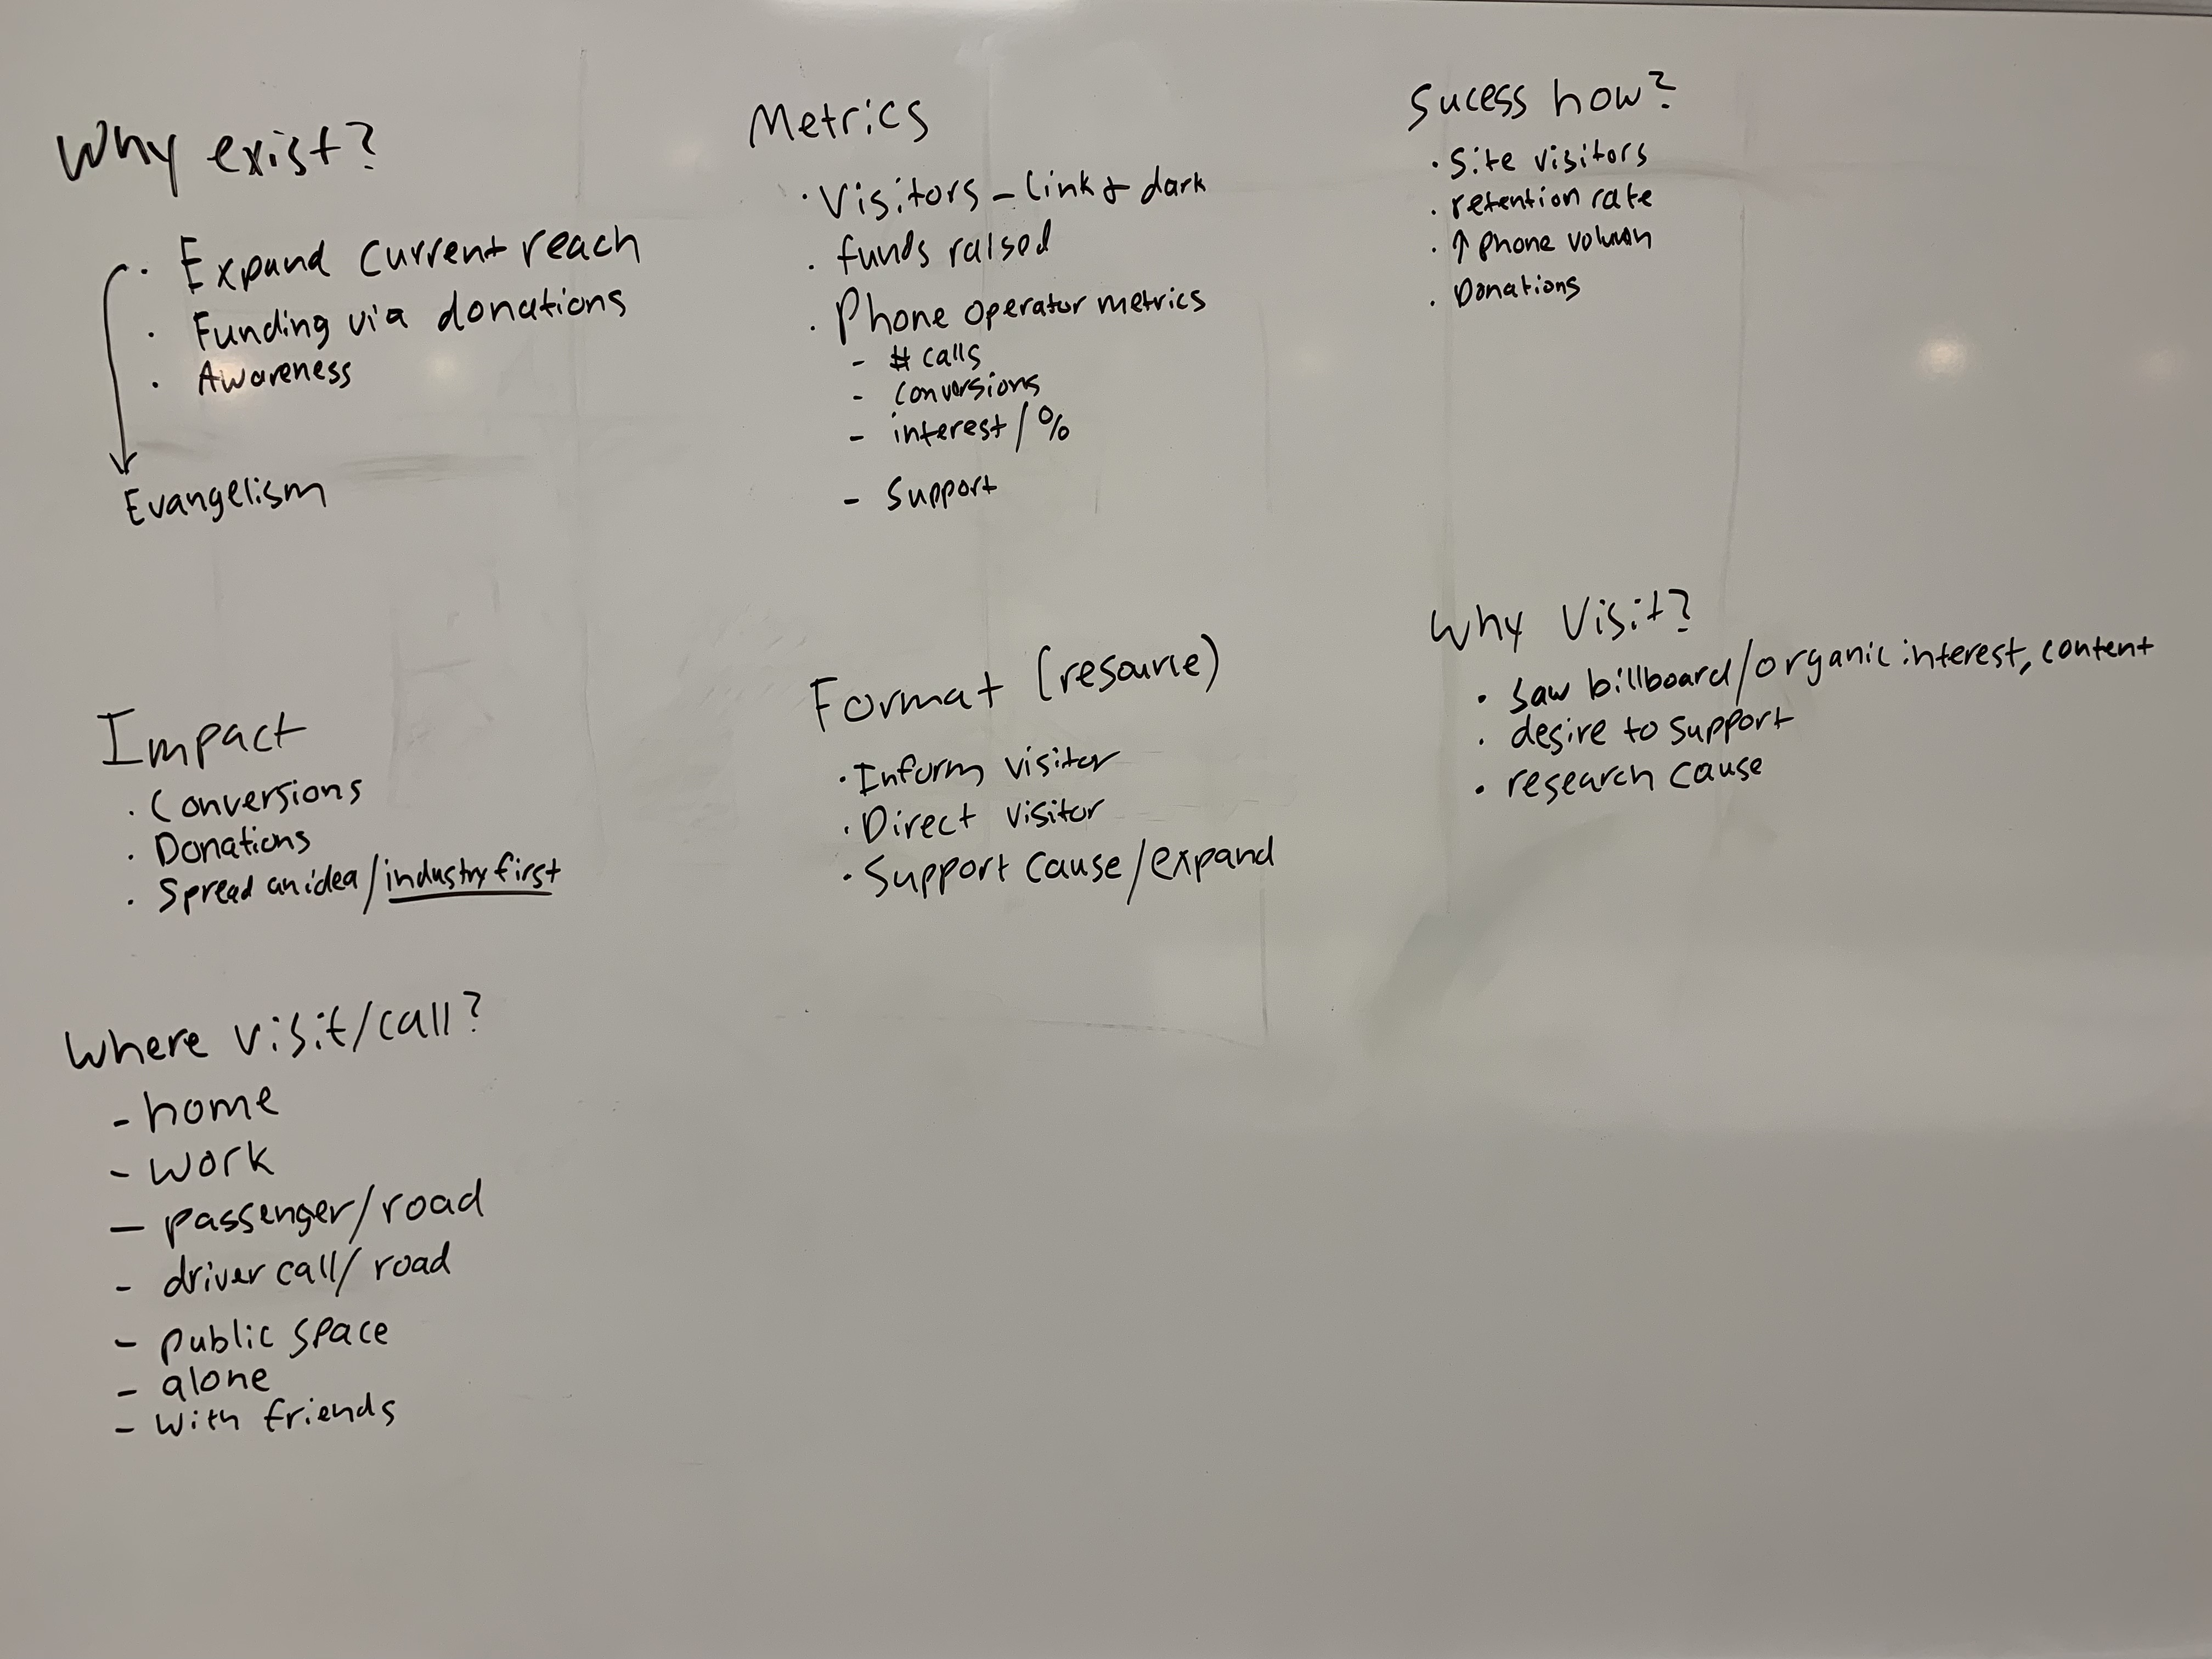 Why exist?
· Expand current reach
· Funding via donations
· Awareness
Evangelism
Metrics
· Visitors - link & dark
· funds raised
· Phone operator metrics
- # calls
- conversions
- interest / %
- Support
Sucess how?
· Site visitors
· retention rate
· ↑ phone
· Donations
Impact
· Conversions
· Donations
· Spread an idea / industry first
Format (resource)
· Inform visitor
· Direct visitor
· Support cause / expand
Why Visit?
· saw billboard / organic interest, content
· desire to support
· research cause
Where visit/call?
- home
- work
- passenger/road
- driver call/ road
- public space
- alone
- with friends